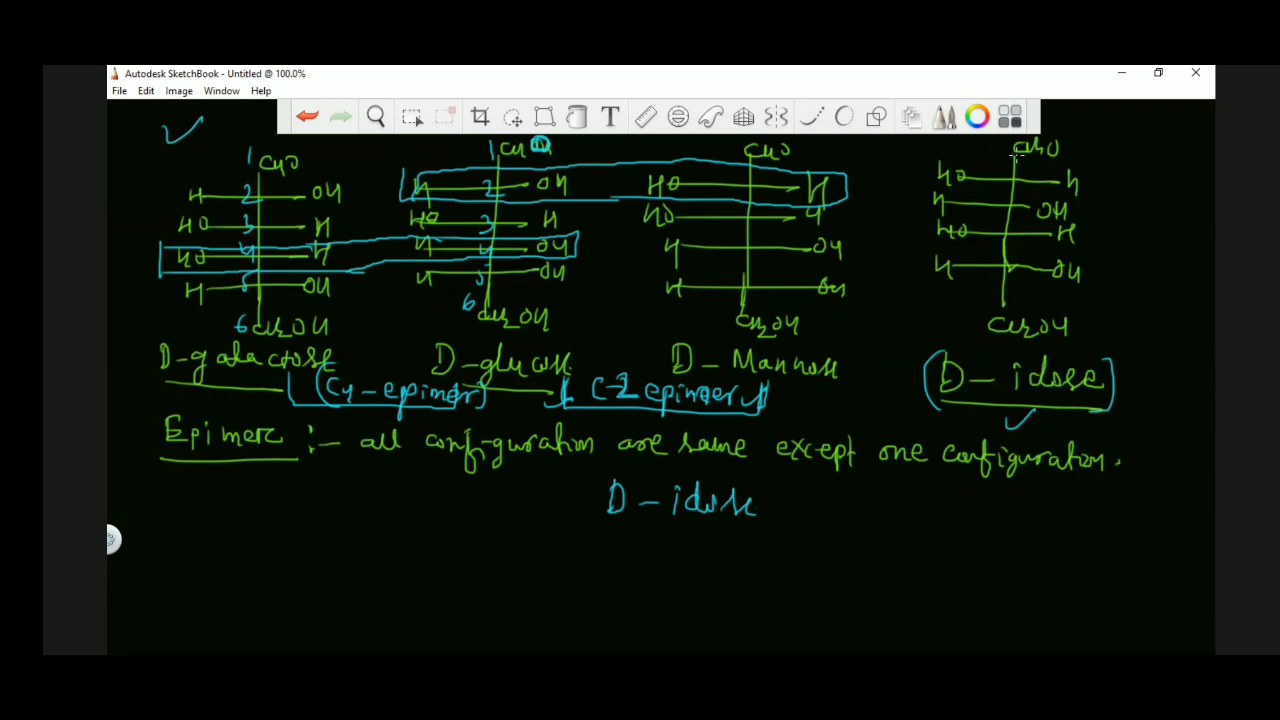 Autodesk SketchBook - Untitled @ 100.0%
File Edit Image Window Help
T
1 CHO 1 CHO CHO CHO
H 2 OH H 2 OH HO H HO H
HO 3 H HO 3 H HO H H OH
HO 4 H H 4 OH H OH HO H
H 5 OH H 5 OH H OH H OH
6 CH2OH 6 CH2OH CH2OH CH2OH
D-galactose D-glucose D-Mannose (D-idose)
(C4-epimer) (C-2 epimer)
Epimer :- all configuration are same except one configuration.
D-idose